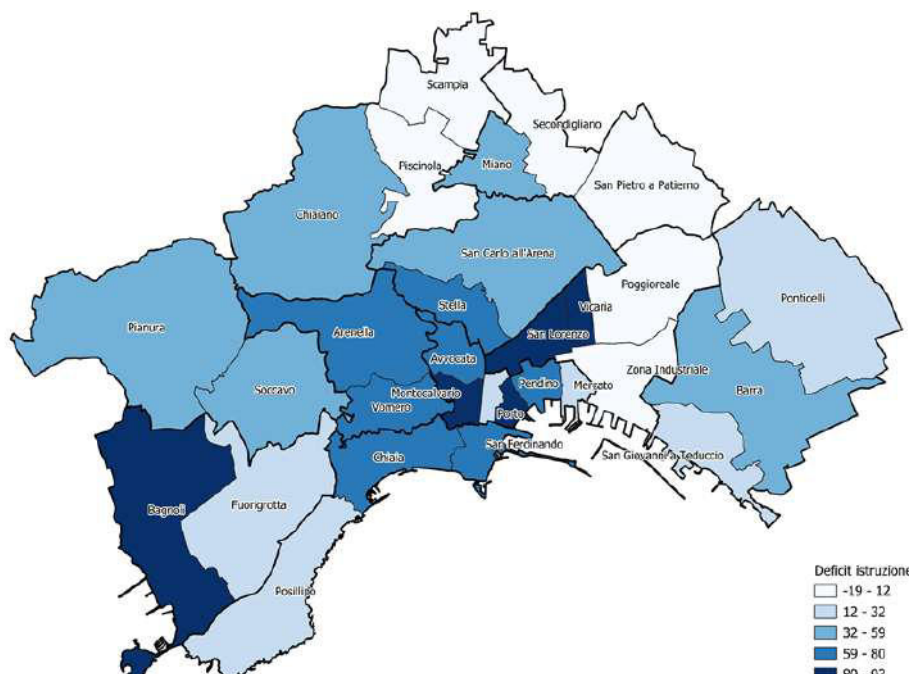 Scampia
Secondigliano
Miano
Piscinola
San Pietro a Patierno
Chiaiano
San Carlo all'Arena
Ponticelli
Poggioreale
Vicaria
Stella
Pianura
San Lorenzo
Arenella
Avvocata
Zona Industriale
Pendino
Mercato
Soccavo
Montecalvario
Barra
Vomero
Porto
San Ferdinando
San Giovanni a Teduccio
Chiaia
Fuorigrotta
Bagnoli
Posillipo
Deficit istruzione
-19 - 12
12 - 32
32 - 59
59 - 80
80 - 93